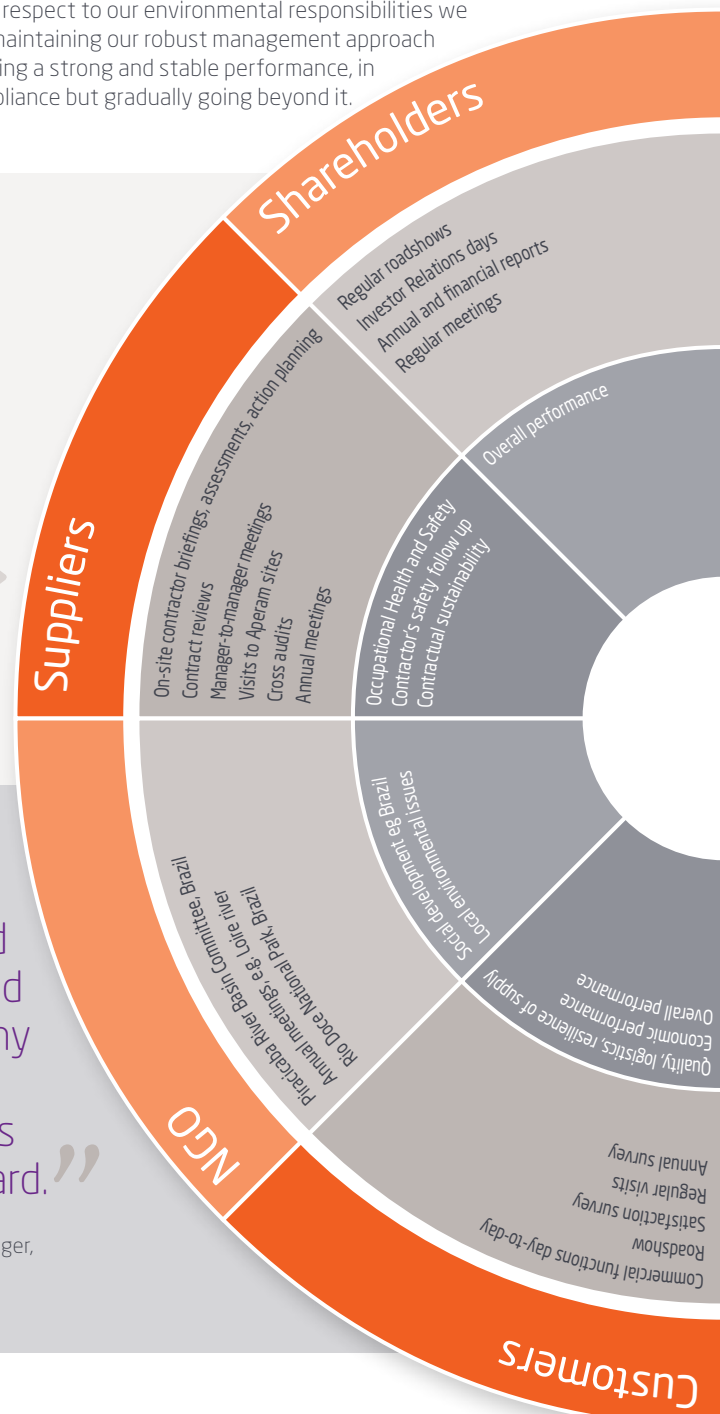 respect to our environmental responsibilities we
maintaining our robust management approach
ing a strong and stable performance, in
pliance but gradually going beyond it.
Shareholders
Regular roadshows
Investor Relations days
Annual and financial reports
Regular meetings
Overall performance
Suppliers
On-site contractor briefings, assessments, action planning
Contract reviews
Manager-to-manager meetings
Visits to Aperam sites
Cross audits
Annual meetings
Occupational Health and Safety
Contractor's safety follow up
Contractual sustainability
NGO
Piracicaba River Basin Committee, Brazil
Annual meetings, e.g. Loire river
Rio Doce National Park, Brazil
Social development eg Brazil
Local environmental issues
Customers
Commercial functions day-to-day
Roadshow
Satisfaction survey
Regular visits
Annual survey
Quality, logistics, resilience of supply
Economic performance
Overall performance
d
d
ny
s
ard.”
ger,